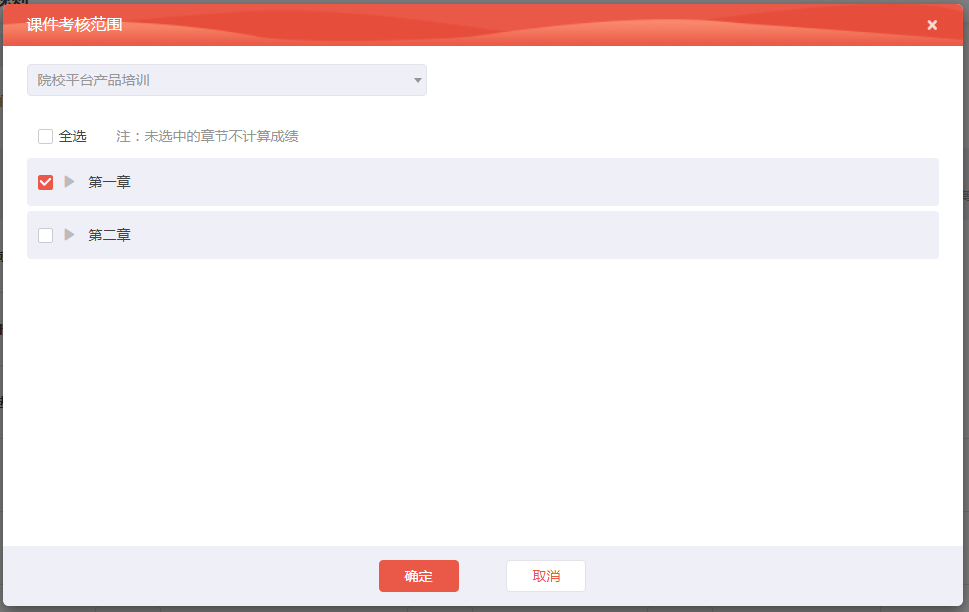 课件考核范围
院校平台产品培训
全选 注：未选中的章节不计算成绩
第一章
第二章
确定 取消